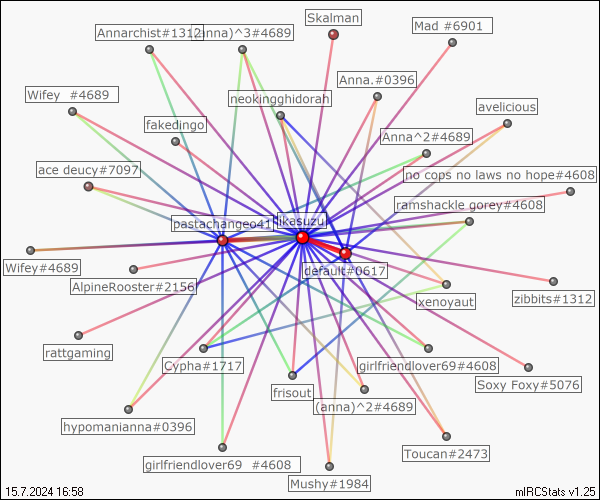 Skalman
Mad #6901
Annarchist#1312
(anna)^3#4689
Anna.#0396
Wifey  #4689
neokingghidorah
avelicious
fakedingo
Anna^2#4689
ace deucy#7097
no cops no laws no hope#4608
ramshackle gorey#4608
pastachange041
ikasuzu
Wifey#4689
default#0617
AlpineRooster#2156
xenoyaut
zibbits#1312
rattgaming
Cypha#1717
girlfriendlover69#4608
Soxy Foxy#5076
frisout
(anna)^2#4689
hypomanianna#0396
Toucan#2473
girlfriendlover69  #4608
Mushy#1984
15.7.2024 16:58
mIRCStats v1.25